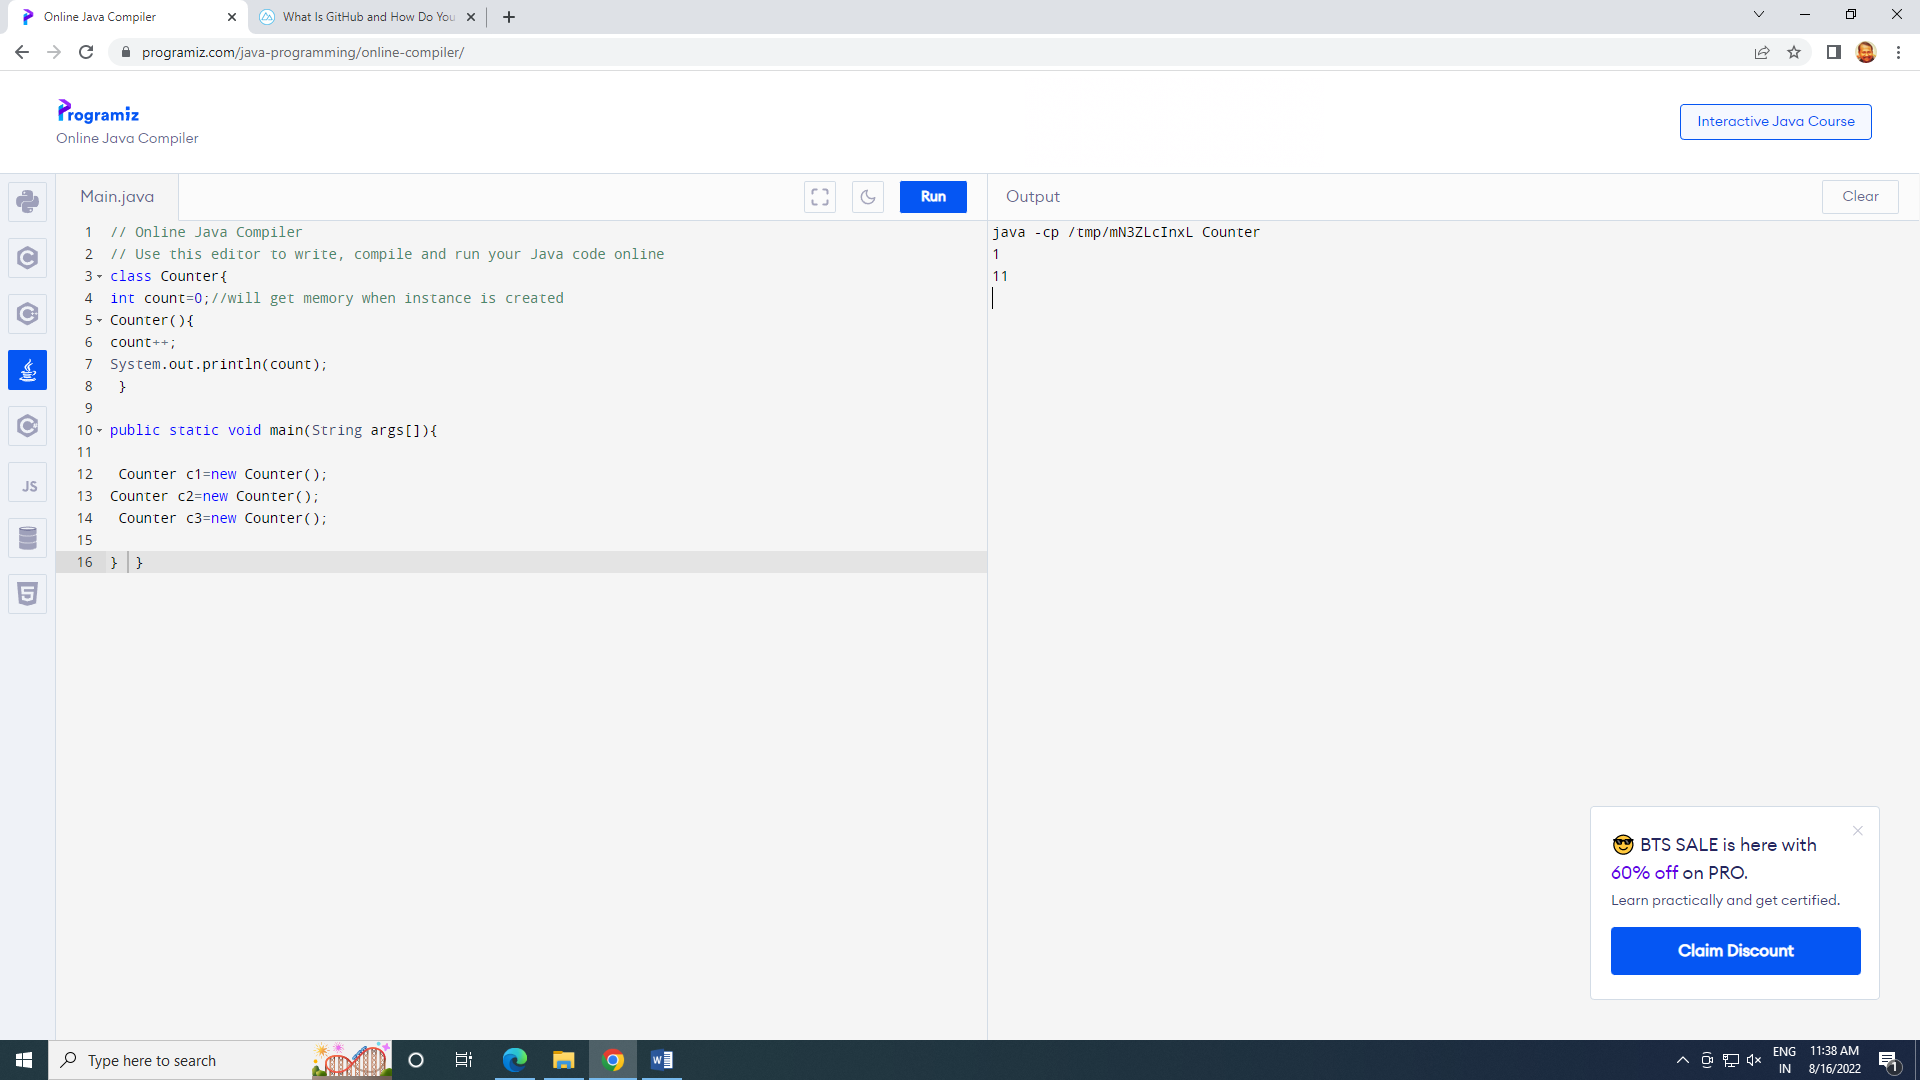 Online Java Compiler
What Is GitHub and How Do You
programiz.com/java-programming/online-compiler/
Programiz
Online Java Compiler
Interactive Java Course
Main.java
Run
Output
Clear
1 // Online Java Compiler
2 // Use this editor to write, compile and run your Java code online
3 class Counter{
4 int count=0;//will get memory when instance is created
5 Counter(){
6 count++;
7 System.out.println(count);
8 }
9
10 public static void main(String args[]){
11
12 Counter c1=new Counter();
13 Counter c2=new Counter();
14 Counter c3=new Counter();
15
16 } }
java -cp /tmp/mN3ZLcInxL Counter
1
11
JS
😎 BTS SALE is here with
60% off on PRO.
Learn practically and get certified.
Claim Discount
Type here to search
ENG
IN
11:38 AM
8/16/2022
1